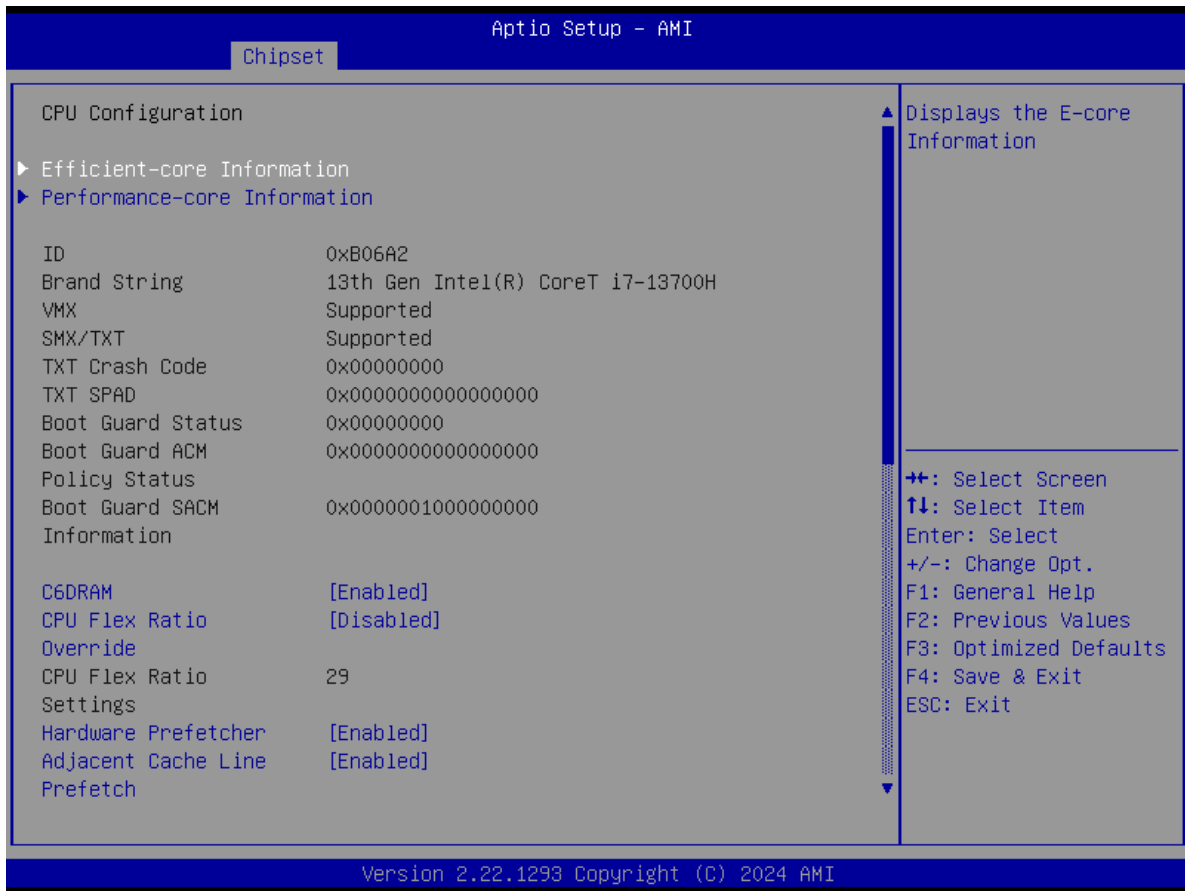 Aptio Setup - AMI
Chipset
CPU Configuration
Efficient-core Information
Performance-core Information
ID 0xB06A2
Brand String 13th Gen Intel(R) CoreT i7-13700H
VMX Supported
SMX/TXT Supported
TXT Crash Code 0x00000000
TXT SPAD 0x0000000000000000
Boot Guard Status 0x00000000
Boot Guard ACM 0x0000000000000000
Policy Status
Boot Guard SACM 0x0000001000000000
Information
C6DRAM [Enabled]
CPU Flex Ratio [Disabled]
Override
CPU Flex Ratio 29
Settings
Hardware Prefetcher [Enabled]
Adjacent Cache Line [Enabled]
Prefetch
Displays the E-core
Information
→←: Select Screen
↑↓: Select Item
Enter: Select
+/-: Change Opt.
F1: General Help
F2: Previous Values
F3: Optimized Defaults
F4: Save & Exit
ESC: Exit
Version 2.22.1293 Copyright (C) 2024 AMI